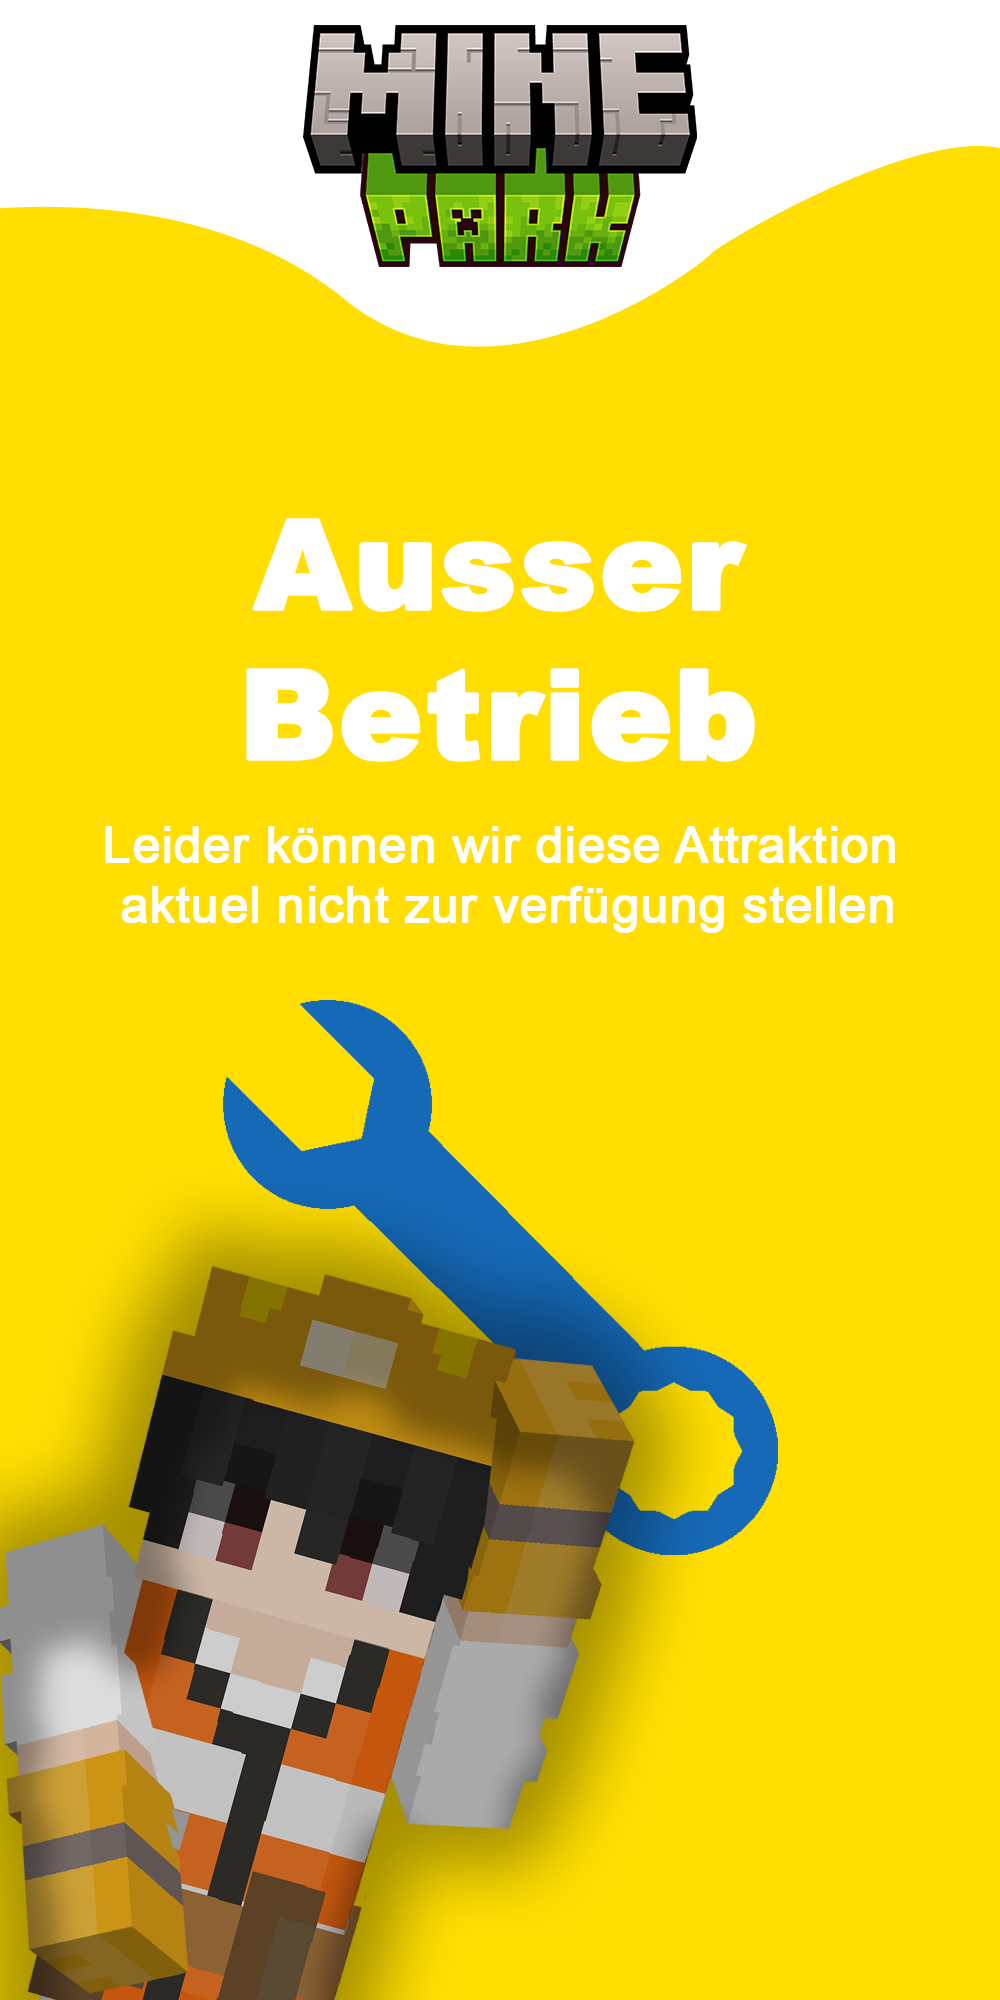 MINE
PARK
Ausser
Betrieb
Leider können wir diese Attraktion
aktuel nicht zur verfügung stellen